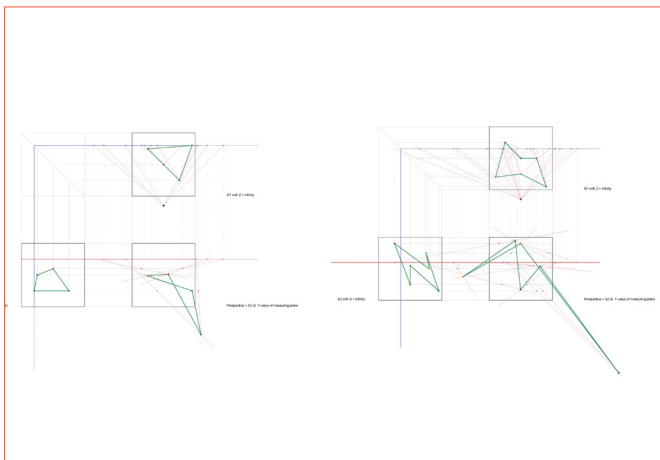 XY with Z = infinity
XY with Z = infinity
Perspective = XZ at Y-value of measuring plane
XZ with X = infinity
Perspective = XZ at Y-value of measuring plane